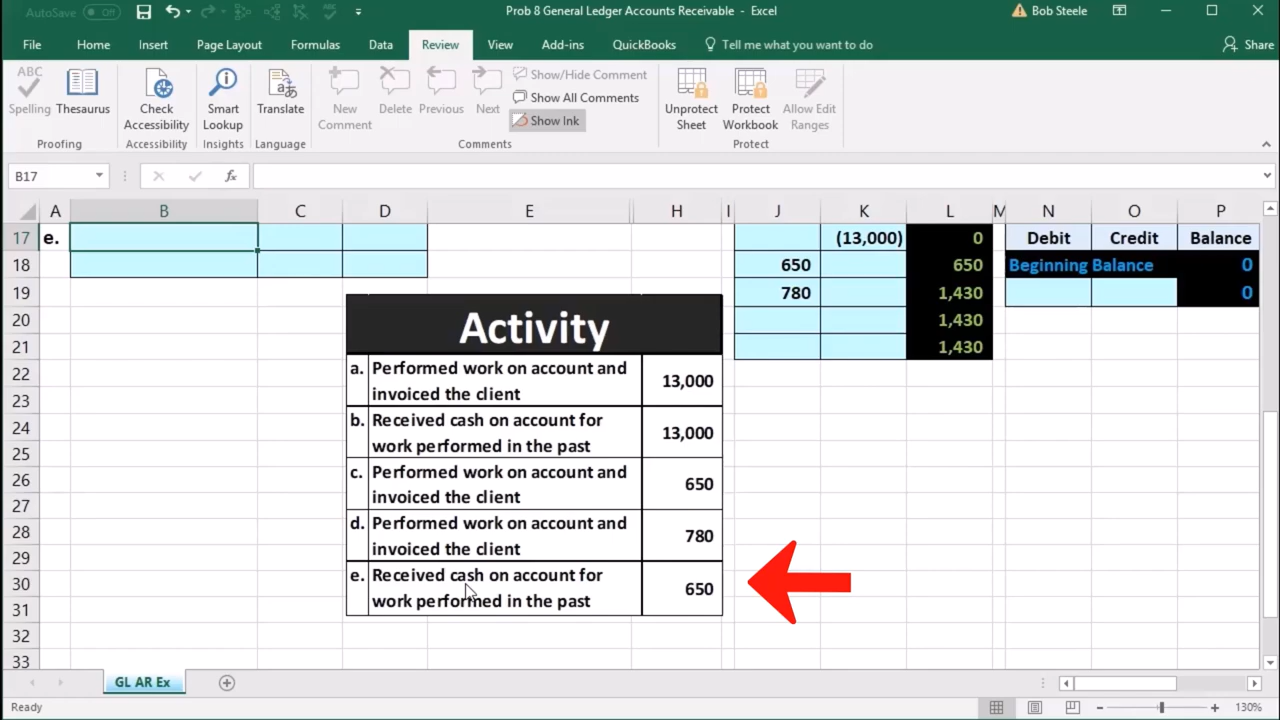 AutoSave Off
Prob 8 General Ledger Accounts Receivable - Excel
Bob Steele
File Home Insert Page Layout Formulas Data Review View Add-ins QuickBooks Tell me what you want to do Share
ABC
Spelling
Thesaurus
Check
Accessibility
Smart
Lookup
Translate
New
Comment
Delete
Previous
Next
Show/Hide Comment
Show All Comments
Show Ink
Unprotect
Sheet
Protect
Workbook
Allow Edit
Ranges
Proofing Accessibility Insights Language Comments Protect
B17 fx
A B C D E H I J K L M N O P
17 e. (13,000) 0 Debit Credit Balance
18 650 650 Beginning Balance 0
19 780 1,430 0
20 1,430
21 1,430
Activity
22
23
24
25
26
27
28
29
30
31
32
33
a. Performed work on account and
invoiced the client
13,000
b. Received cash on account for
work performed in the past
13,000
c. Performed work on account and
invoiced the client
650
d. Performed work on account and
invoiced the client
780
e. Received cash on account for
work performed in the past
650
GL AR Ex
Ready
130%